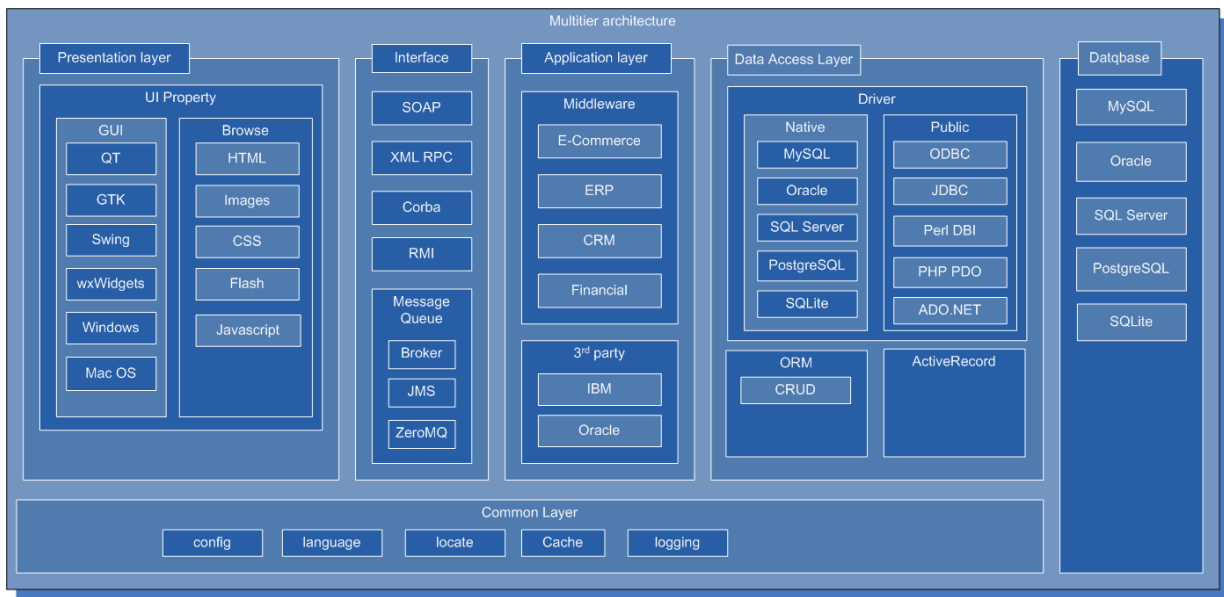 Multitier architecture
Presentation layer
UI Property
GUI
QT
GTK
Swing
wxWidgets
Windows
Mac OS
Browse
HTML
Images
CSS
Flash
Javascript
Interface
SOAP
XML RPC
Corba
RMI
Message
Queue
Broker
JMS
ZeroMQ
Application layer
Middleware
E-Commerce
ERP
CRM
Financial
3rd party
IBM
Oracle
Data Access Layer
Driver
Native
MySQL
Oracle
SQL Server
PostgreSQL
SQLite
Public
ODBC
JDBC
Perl DBI
PHP PDO
ADO.NET
ORM
CRUD
ActiveRecord
Datqbase
MySQL
Oracle
SQL Server
PostgreSQL
SQLite
Common Layer
config
language
locate
Cache
logging